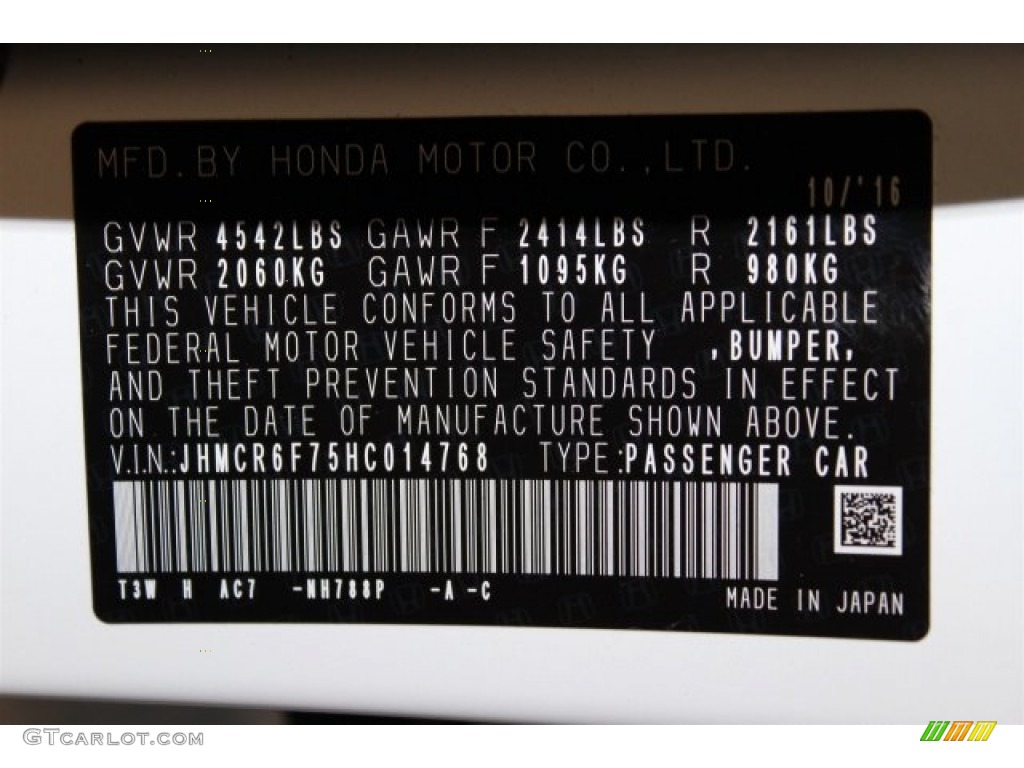 MFD. BY HONDA MOTOR CO., LTD.
10/'16
GVWR 4542LBS GAWR F 2414LBS R 2161LBS
GVWR 2060KG GAWR F 1095KG R 980KG
THIS VEHICLE CONFORMS TO ALL APPLICABLE
FEDERAL MOTOR VEHICLE SAFETY , BUMPER,
AND THEFT PREVENTION STANDARDS IN EFFECT
ON THE DATE OF MANUFACTURE SHOWN ABOVE.
V.I.N.: JHMCR6F75HC014768 TYPE: PASSENGER CAR
T3W H AC7 -NH788P -A -C
MADE IN JAPAN
GTCARLOT.COM